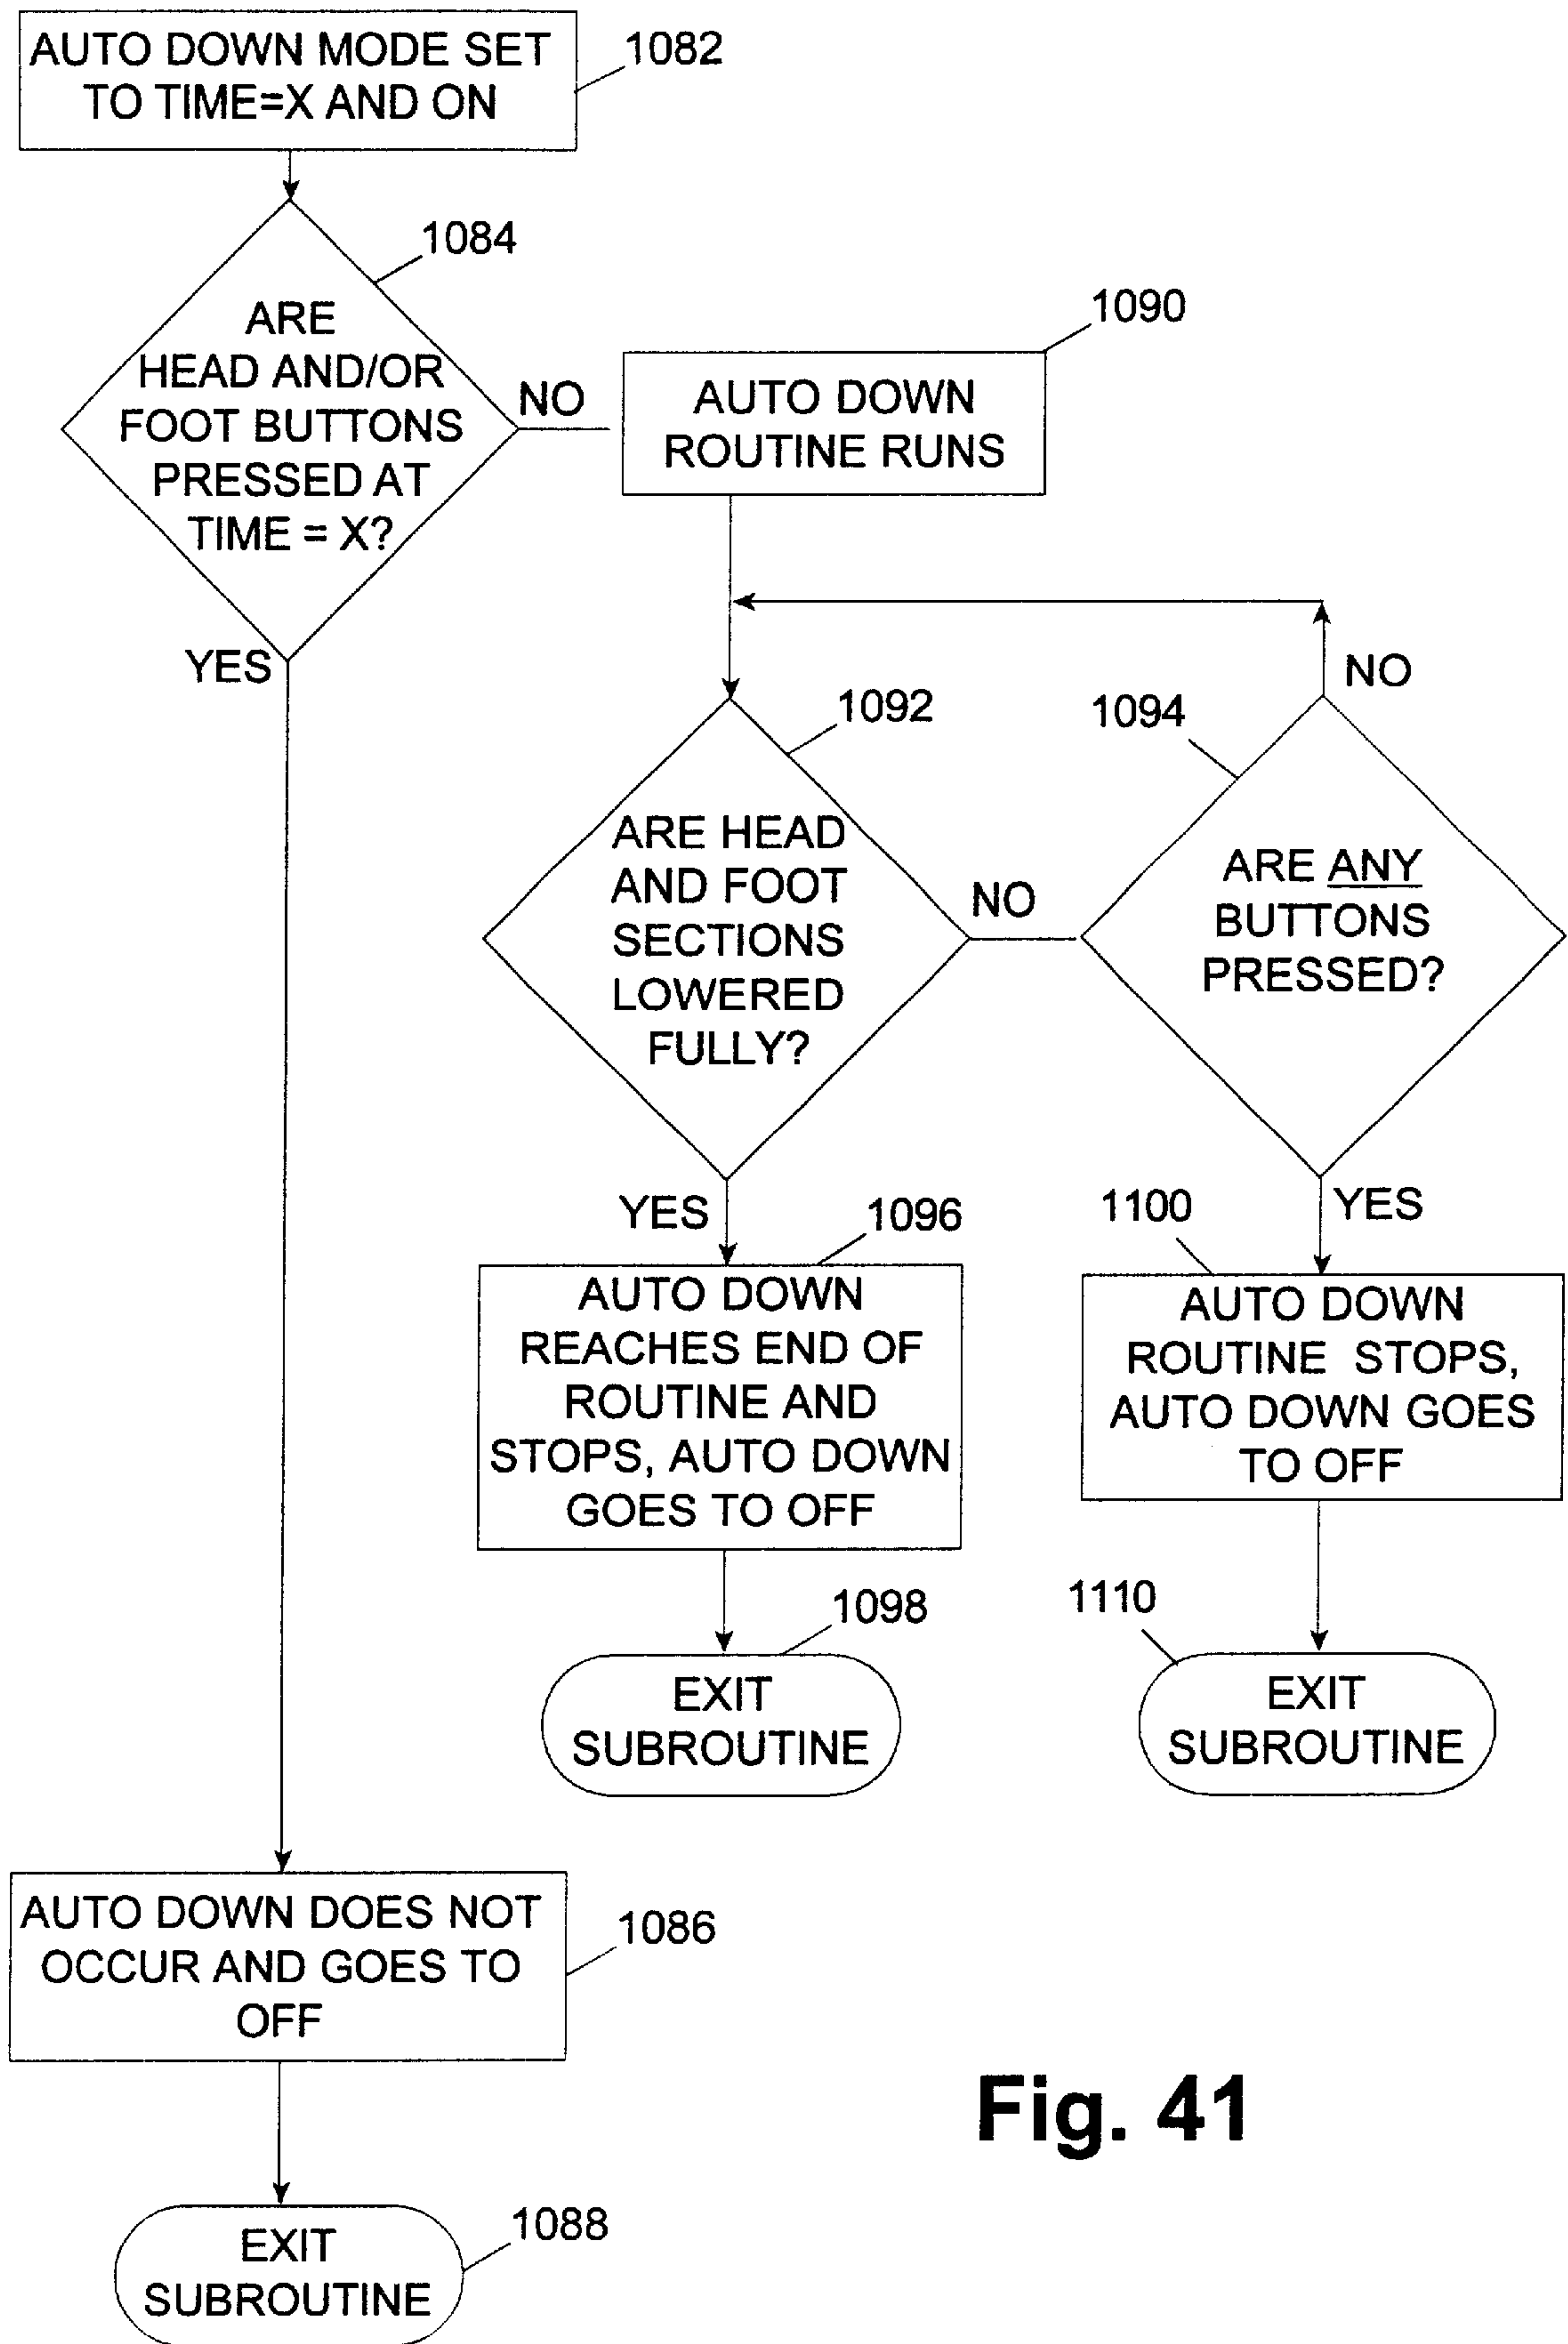 AUTO DOWN MODE SET
TO TIME=X AND ON
1082
1084
ARE
HEAD AND/OR
FOOT BUTTONS
PRESSED AT
TIME = X?
NO
YES
1090
AUTO DOWN
ROUTINE RUNS
1092
ARE HEAD
AND FOOT
SECTIONS
LOWERED
FULLY?
NO
YES
1094
NO
ARE ANY
BUTTONS
PRESSED?
YES
1096
AUTO DOWN
REACHES END OF
ROUTINE AND
STOPS, AUTO DOWN
GOES TO OFF
1100
AUTO DOWN
ROUTINE STOPS,
AUTO DOWN GOES
TO OFF
1098
EXIT
SUBROUTINE
1110
EXIT
SUBROUTINE
AUTO DOWN DOES NOT
OCCUR AND GOES TO
OFF
1086
EXIT
SUBROUTINE
1088
Fig. 41